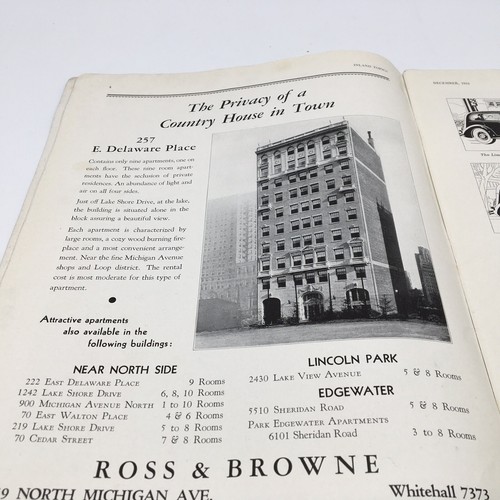 The Privacy of a
Country House in Town
257
E. Delaware Place
Contains only nine apartments; one on
each floor. These nine room apart-
ments have the seclusion of private
residences. An abundance of light and
air on all four sides.
Just off Lake Shore Drive, at the lake,
the building is situated alone in the
block assuring a beautiful view.
Each apartment is characterized by
large rooms, a cozy wood burning fire-
place and a most convenient arrange-
ment. Near the fine Michigan Avenue
shops and Loop district. The rental
cost is most moderate for this type of
apartment.
Attractive apartments
also available in the
following buildings:
NEAR NORTH SIDE
222 East Delaware Place 9 Rooms
1242 Lake Shore Drive 6, 8, 10 Rooms
900 Michigan Avenue North 1 to 10 Rooms
70 East Walton Place 4 & 6 Rooms
219 Lake Shore Drive 5 to 8 Rooms
70 Cedar Street 7 & 8 Rooms
LINCOLN PARK
2430 Lake View Avenue 5 & 8 Rooms
EDGEWATER
5510 Sheridan Road 5 & 8 Rooms
Park Edgewater Apartments
6101 Sheridan Road 3 to 8 Rooms
ROSS & BROWNE
9 NORTH MICHIGAN AVE. Whitehall 7373